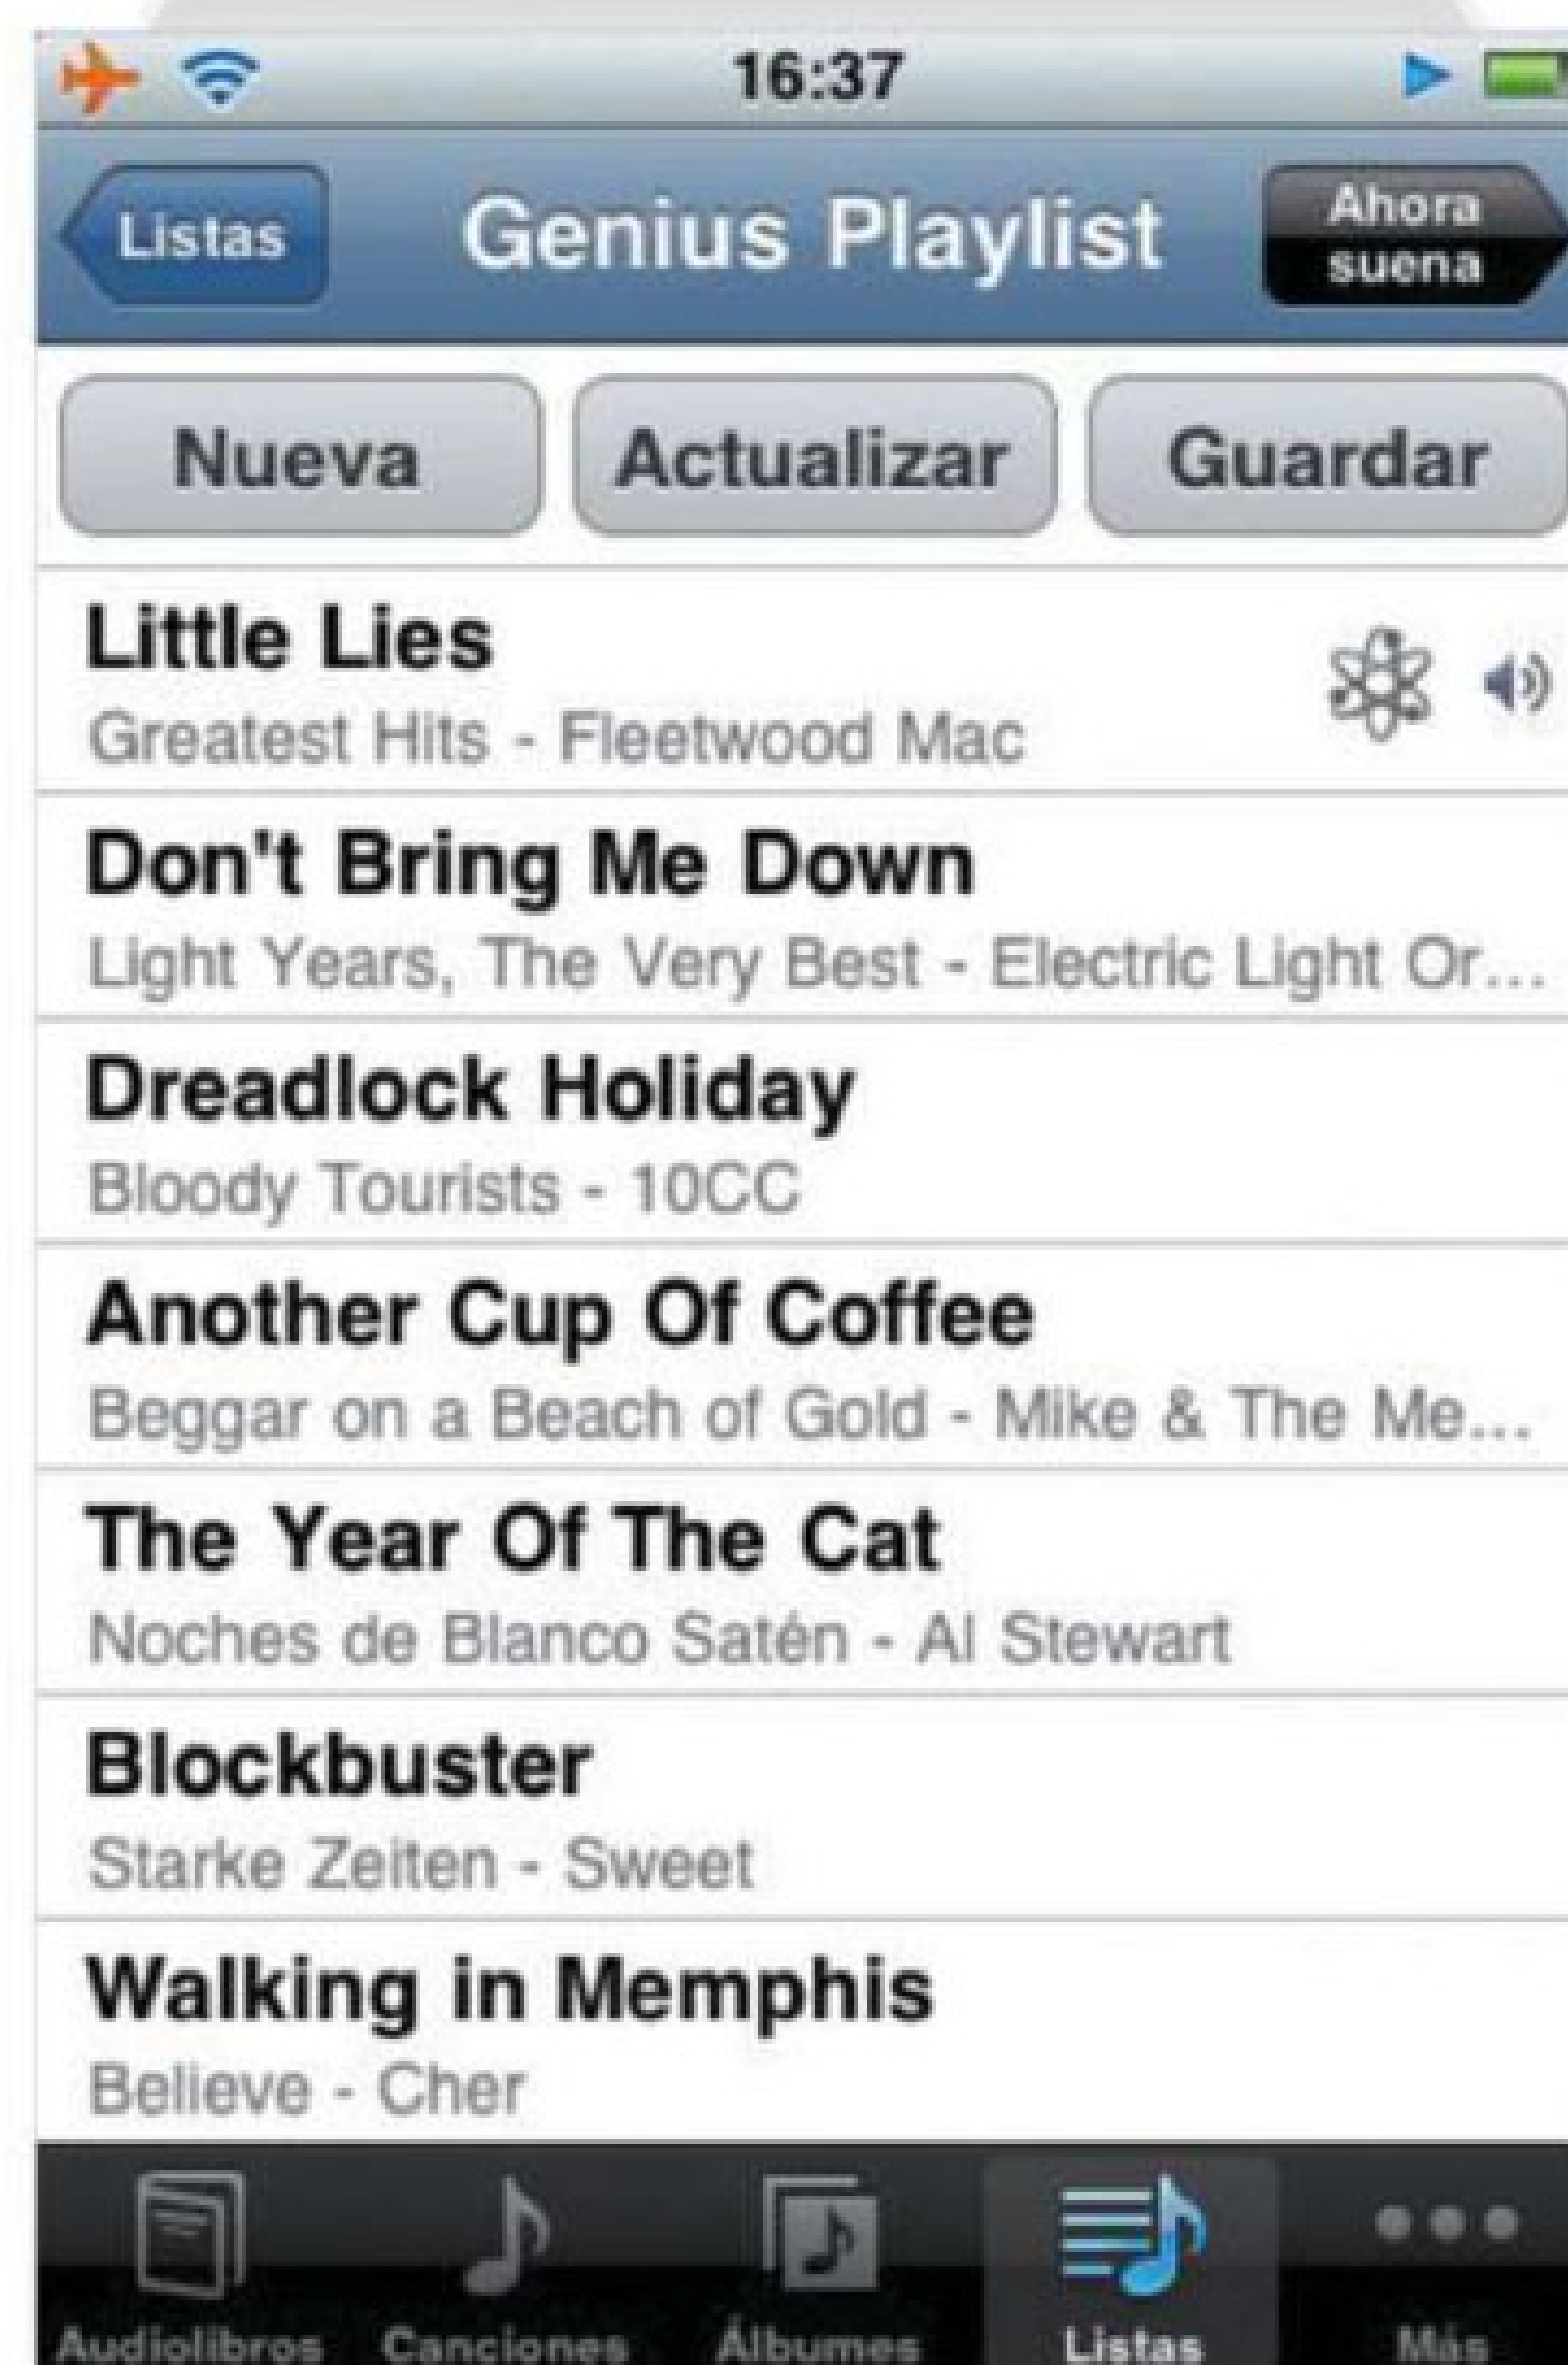 16:37
Listas
Genius Playlist
Ahora
suena
Nueva
Actualizar
Guardar
Little Lies
Greatest Hits - Fleetwood Mac
Don't Bring Me Down
Light Years, The Very Best - Electric Light Or...
Dreadlock Holiday
Bloody Tourists - 10CC
Another Cup Of Coffee
Beggar on a Beach of Gold - Mike & The Me...
The Year Of The Cat
Noches de Blanco Satén - Al Stewart
Blockbuster
Starke Zeiten - Sweet
Walking in Memphis
Believe - Cher
Audiolibros
Canciones
Álbumes
Listas
Más